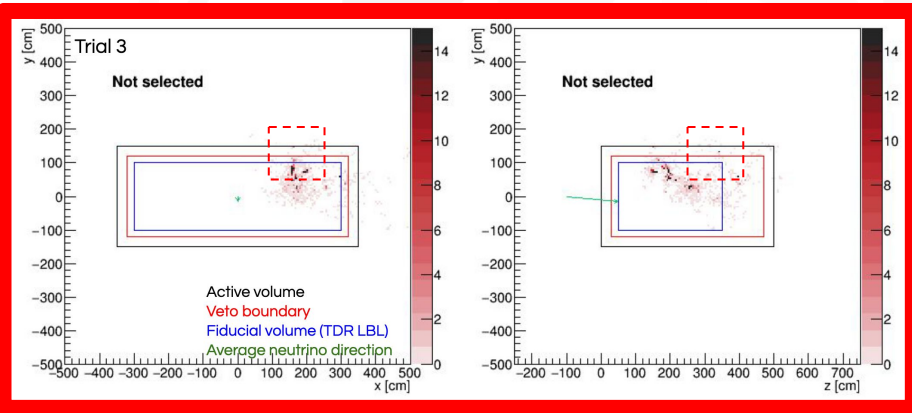 Trial 3
y [cm]
Not selected
500
400
300
200
100
0
−100
−200
−300
−400
−500
−500 −400 −300 −200 −100 0 100 200 300 400 500
x [cm]
14
12
10
8
6
4
2
0
Active volume
Veto boundary
Fiducial volume (TDR LBL)
Average neutrino direction
y [cm]
Not selected
500
400
300
200
100
0
−100
−200
−300
−400
−500
−200 −100 0 100 200 300 400 500 600 700
z [cm]
14
12
10
8
6
4
2
0